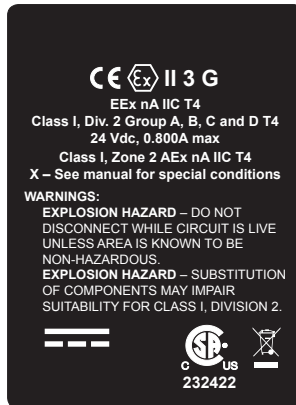 CE Ex II 3 G
EEx nA IIC T4
Class I, Div. 2 Group A, B, C and D T4
24 Vdc, 0.800A max
Class I, Zone 2 AEx nA IIC T4
X – See manual for special conditions
WARNINGS:
EXPLOSION HAZARD – DO NOT
DISCONNECT WHILE CIRCUIT IS LIVE
UNLESS AREA IS KNOWN TO BE
NON-HAZARDOUS.
EXPLOSION HAZARD – SUBSTITUTION
OF COMPONENTS MAY IMPAIR
SUITABILITY FOR CLASS I, DIVISION 2.
SA
C US
232422